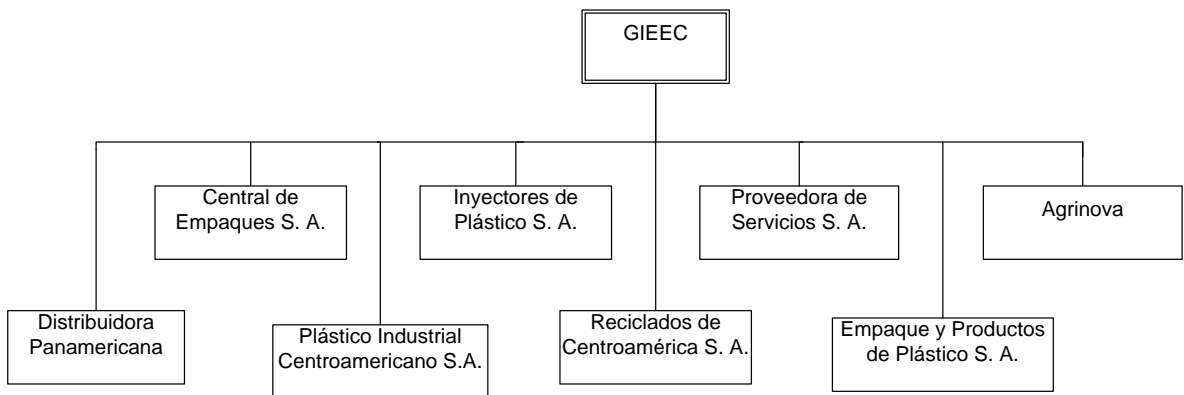 GIEEC
Central de
Empaques S. A.
Inyectores de
Plástico S. A.
Proveedora de
Servicios S. A.
Agrinova
Distribuidora
Panamericana
Plástico Industrial
Centroamericano S.A.
Reciclados de
Centroamérica S. A.
Empaque y Productos
de Plástico S. A.